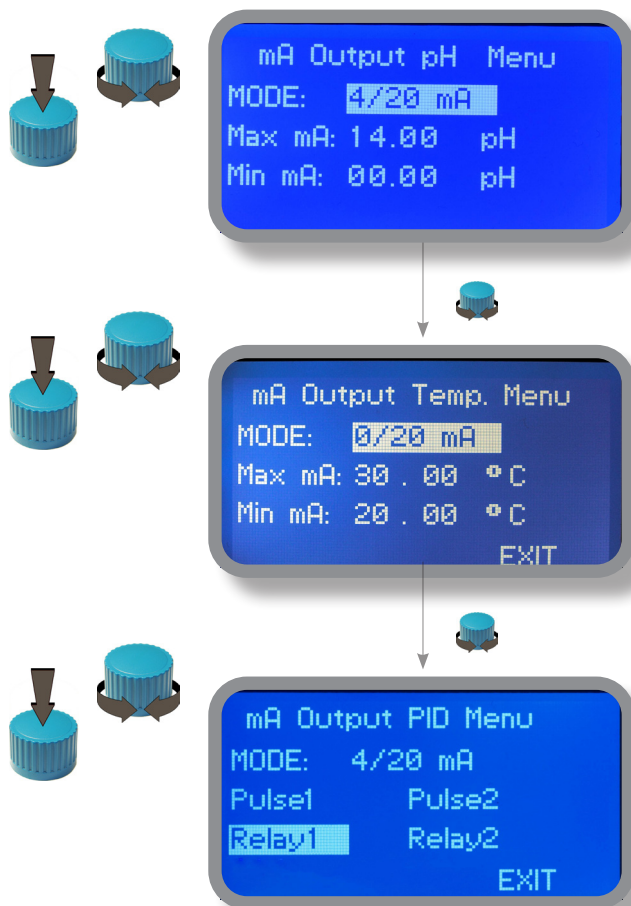 mA Output pH Menu
MODE: 4/20 mA
Max mA: 14.00 pH
Min mA: 00.00 pH
mA Output Temp. Menu
MODE: 0/20 mA
Max mA: 30 . 00 °C
Min mA: 20 . 00 °C
EXIT
mA Output PID Menu
MODE: 4/20 mA
Pulse1 Pulse2
Relay1 Relay2
EXIT